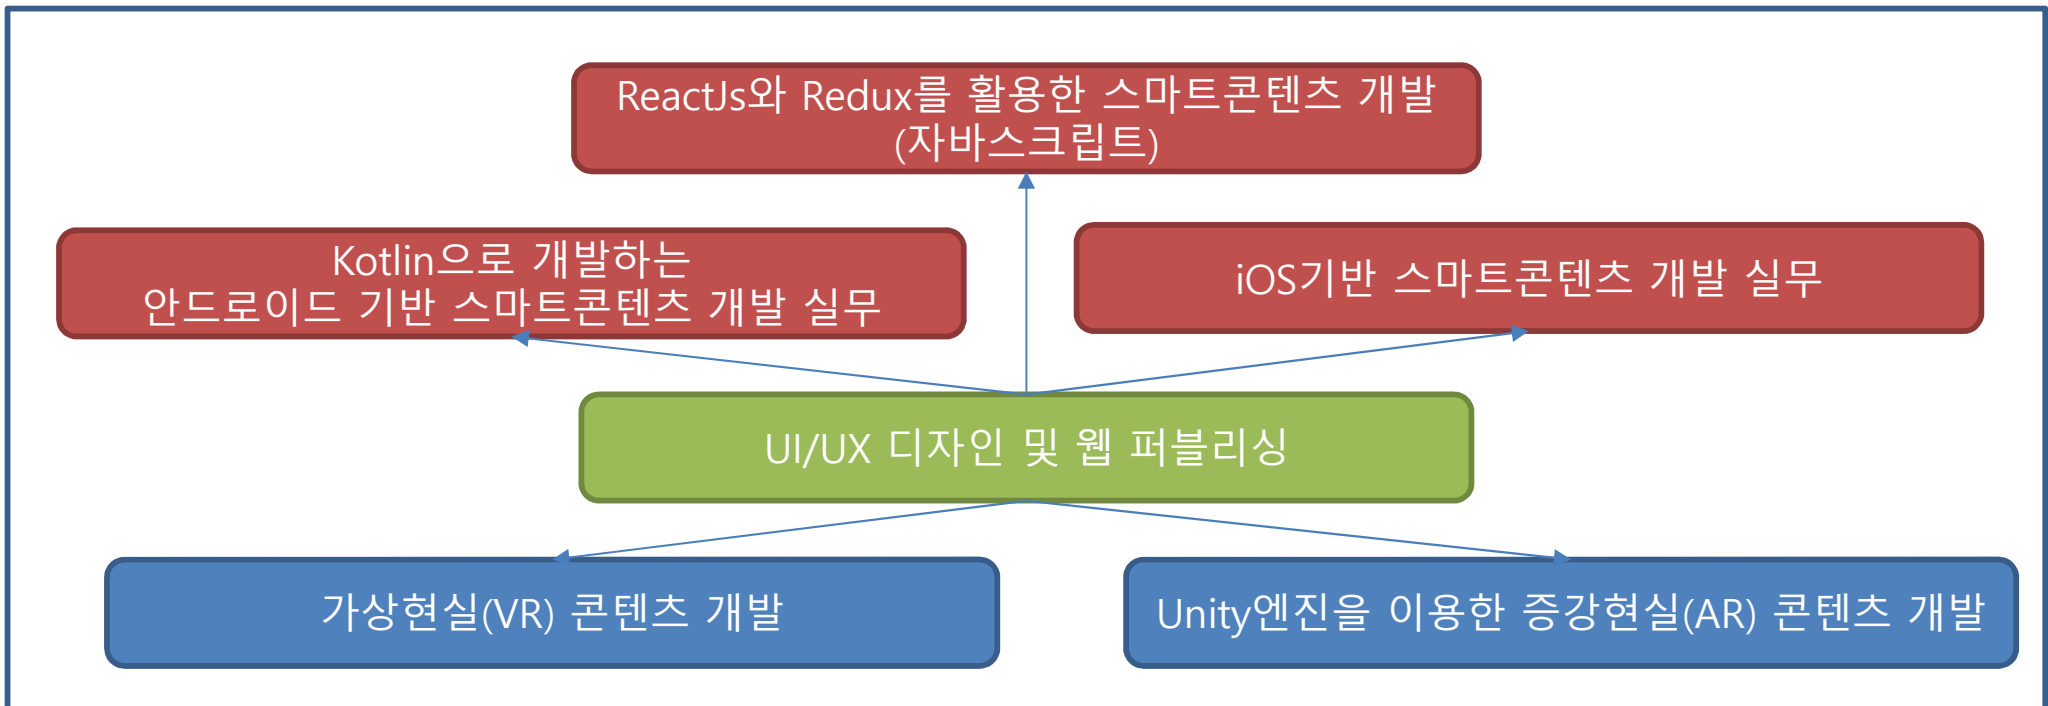 ReactJs와 Redux를 활용한 스마트콘텐츠 개발
(자바스크립트)
Kotlin으로 개발하는
안드로이드 기반 스마트콘텐츠 개발 실무
iOS기반 스마트콘텐츠 개발 실무
UI/UX 디자인 및 웹 퍼블리싱
가상현실(VR) 콘텐츠 개발
Unity엔진을 이용한 증강현실(AR) 콘텐츠 개발